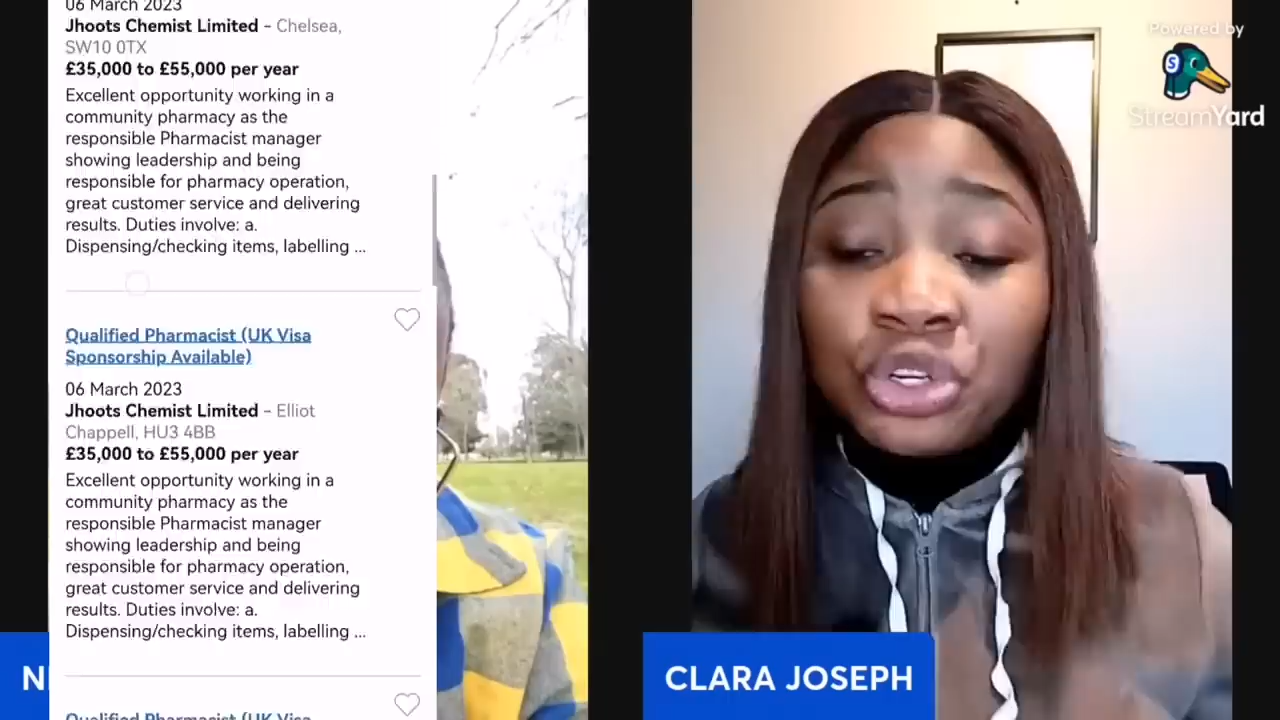 06 March 2023
Jhoots Chemist Limited - Chelsea,
SW10 0TX
£35,000 to £55,000 per year
Excellent opportunity working in a
community pharmacy as the
responsible Pharmacist manager
showing leadership and being
responsible for pharmacy operation,
great customer service and delivering
results. Duties involve: a.
Dispensing/checking items, labelling ...
Qualified Pharmacist (UK Visa
Sponsorship Available)
06 March 2023
Jhoots Chemist Limited - Elliot
Chappell, HU3 4BB
£35,000 to £55,000 per year
Excellent opportunity working in a
community pharmacy as the
responsible Pharmacist manager
showing leadership and being
responsible for pharmacy operation,
great customer service and delivering
results. Duties involve: a.
Dispensing/checking items, labelling ...
Qualified Pharmacist (UK Visa
Powered by
S
StreamYard
CLARA JOSEPH